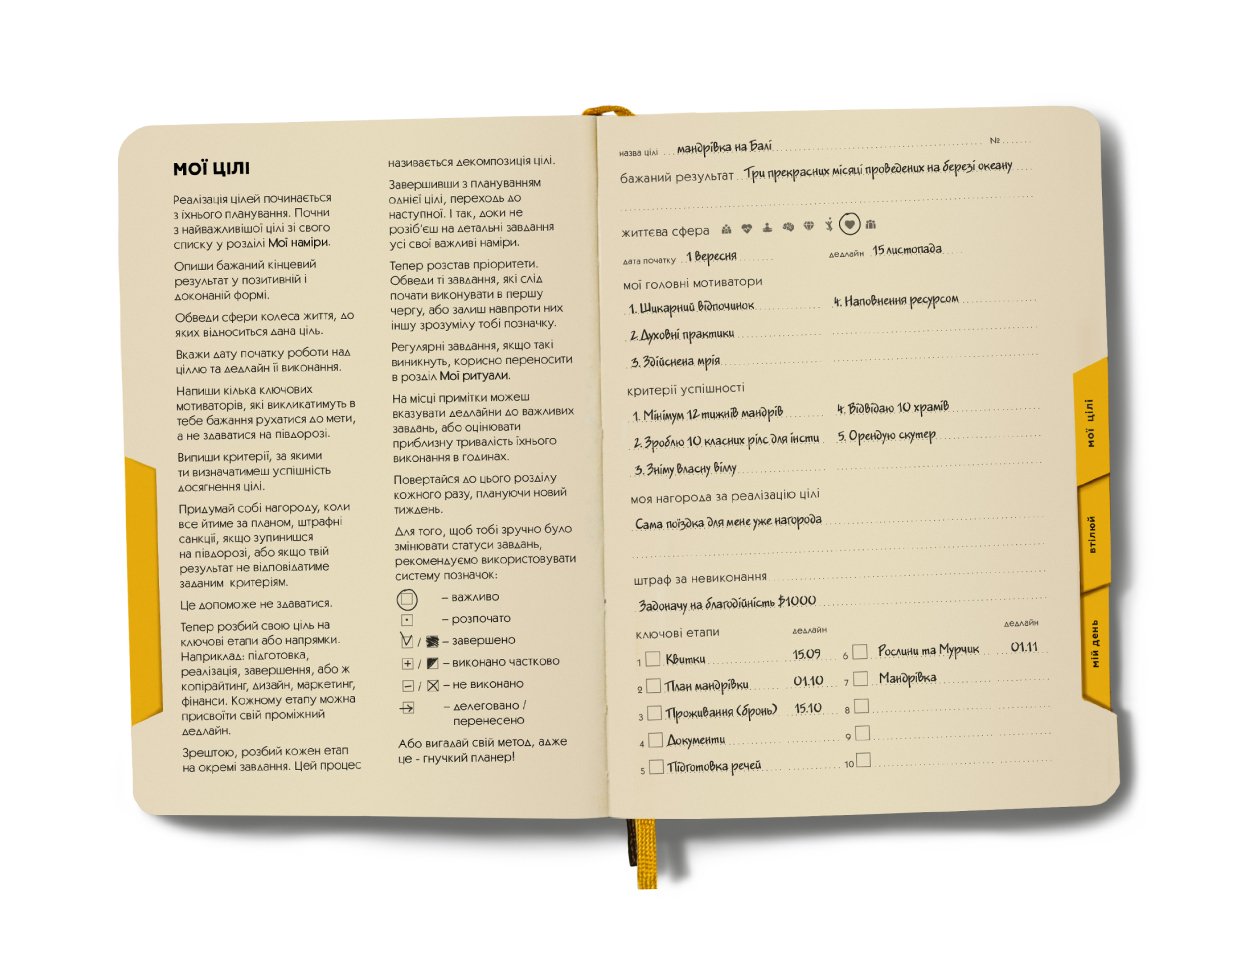 МОЇ ЦІЛІ
Реалізація цілей починається
з їхнього планування. Почни
з найважливішої цілі зі свого
списку у розділі Мої наміри.
Опиши бажаний кінцевий
результат у позитивній і
доконаній формі.
Обведи сфери колеса життя, до
яких відноситься дана ціль.
Вкажи дату початку роботи над
ціллю та дедлайн її виконання.
Напиши кілька ключових
мотиваторів, які викликатимуть в
тебе бажання рухатися до мети,
а не здаватися на півдорозі.
Випиши критерії, за якими
ти визначатимеш успішність
досягнення цілі.
Придумай собі нагороду, коли
все йтиме за планом, штрафні
санкції, якщо зупинишся
на півдорозі, або якщо твій
результат не відповідатиме
заданим критеріям.
Це допоможе не здаватися.
Тепер розбий свою ціль на
ключові етапи або напрямки.
Наприклад: підготовка,
реалізація, завершення, або ж
копірайтинг, дизайн, маркетинг,
фінанси. Кожному етапу можна
присвоїти свій проміжний
дедлайн.
Зрештою, розбий кожен етап
на окремі завдання. Цей процес
називається декомпозиція цілі.
Завершивши з плануванням
однієї цілі, переходь до
наступної. І так, доки не
розіб'єш на детальні завдання
усі свої важливі наміри.
Тепер розстав пріоритети.
Обведи ті завдання, які слід
почати виконувати в першу
чергу, або залиш навпроти них
іншу зрозумілу тобі позначку.
Регулярні завдання, якщо такі
виникнуть, корисно переносити
в розділ Мої ритуали.
На місці примітки можеш
вказувати дедлайни до важливих
завдань, або оцінювати
приблизну тривалість їхнього
виконання в годинах.
Повертайся до цього розділу
кожного разу, плануючи новий
тиждень.
Для того, щоб тобі зручно було
змінювати статуси завдань,
рекомендуємо використовувати
систему позначок:
– важливо
– розпочато
/ – завершено
/ – виконано частково
/ – не виконано
– делеговано /
перенесено
Або вигадай свій метод, адже
це - гнучкий планер!
назва цілі мандрівка на Балі №
бажаний результат Три прекрасних місяці проведених на березі океану
життєва сфера
дата початку 1 вересня дедлайн 15 листопада
мої головні мотиватори
1. Шикарний відпочинок 4. Наповнення ресурсом
2. Духовні практики
3. Здійснена мрія
критерії успішності
1. Мінімум 12 тижнів мандрів 4. Відвідаю 10 храмів
2. Зроблю 10 класних рілс для інсти 5. Орендую скутер
3. Зніму власну віллу
моя нагорода за реалізацію цілі
Сама поїздка для мене уже нагорода
штраф за невиконання
Задоначу на благодійність $1000
ключові етапи дедлайн дедлайн
1 Квитки 15.09 6 Рослини та Мурчик 01.11
2 План мандрівки 01.10 7 Мандрівка
3 Проживання (бронь) 15.10 8
4 Документи 9
5 Підготовка речей 10
мої цілі
втілюй
мій день